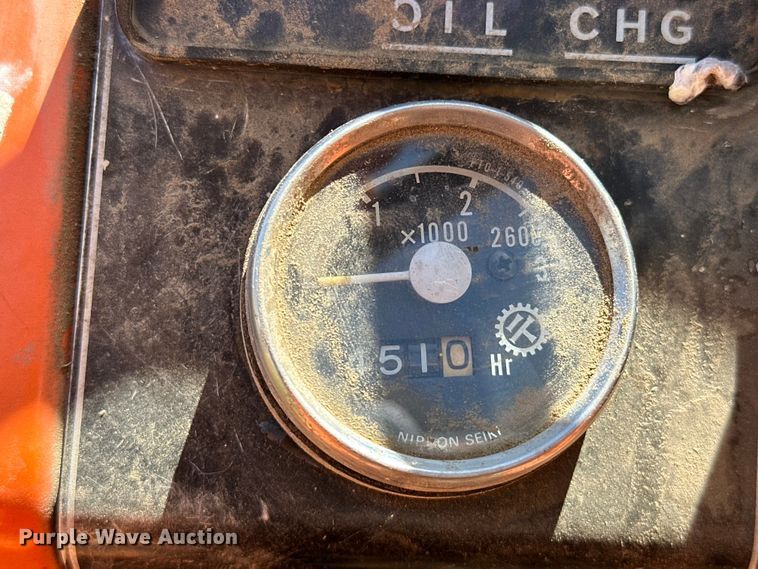 OIL CHG
1 2
×1000 2600
510 Hr
NIPPON SEIKI
Purple Wave Auction